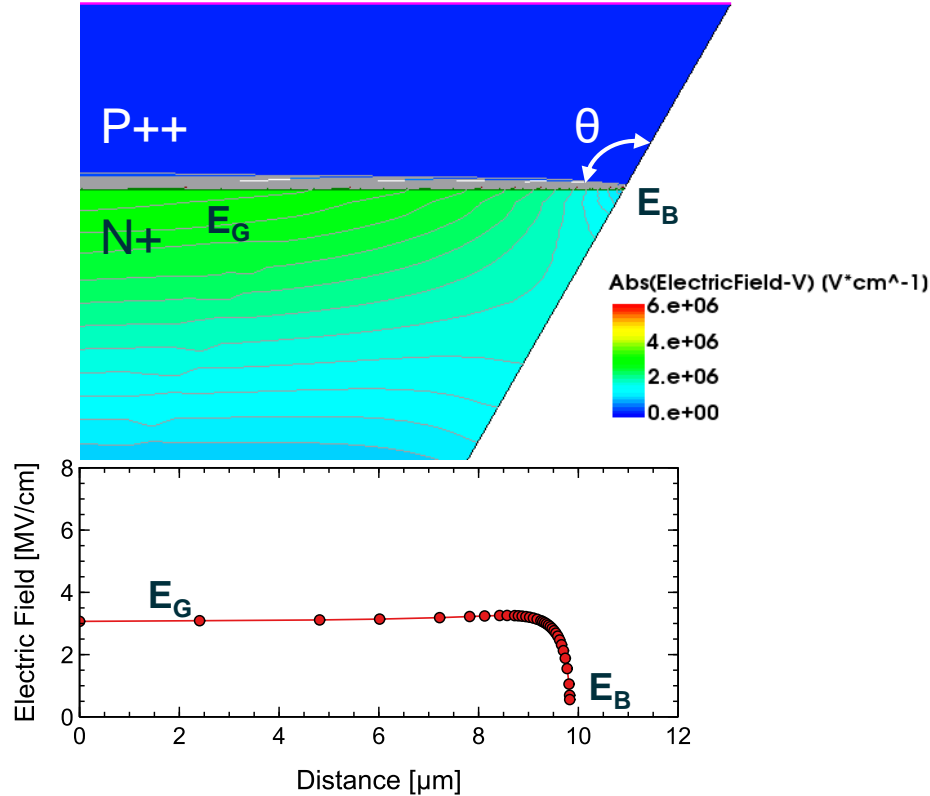 P++
θ
E_B
E_G
N+
Abs(ElectricField-V) (V*cm^-1)
6.e+06
4.e+06
2.e+06
0.e+00
Electric Field [MV/cm]
8
6
4
2
0
E_G
E_B
0 2 4 6 8 10 12
Distance [µm]